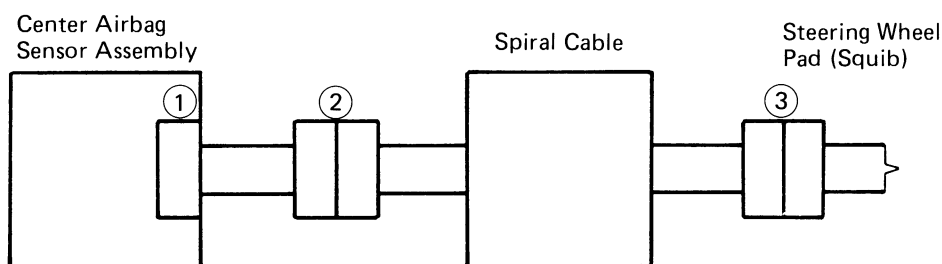 Center Airbag
Sensor Assembly
Spiral Cable
Steering Wheel
Pad (Squib)
1
2
3